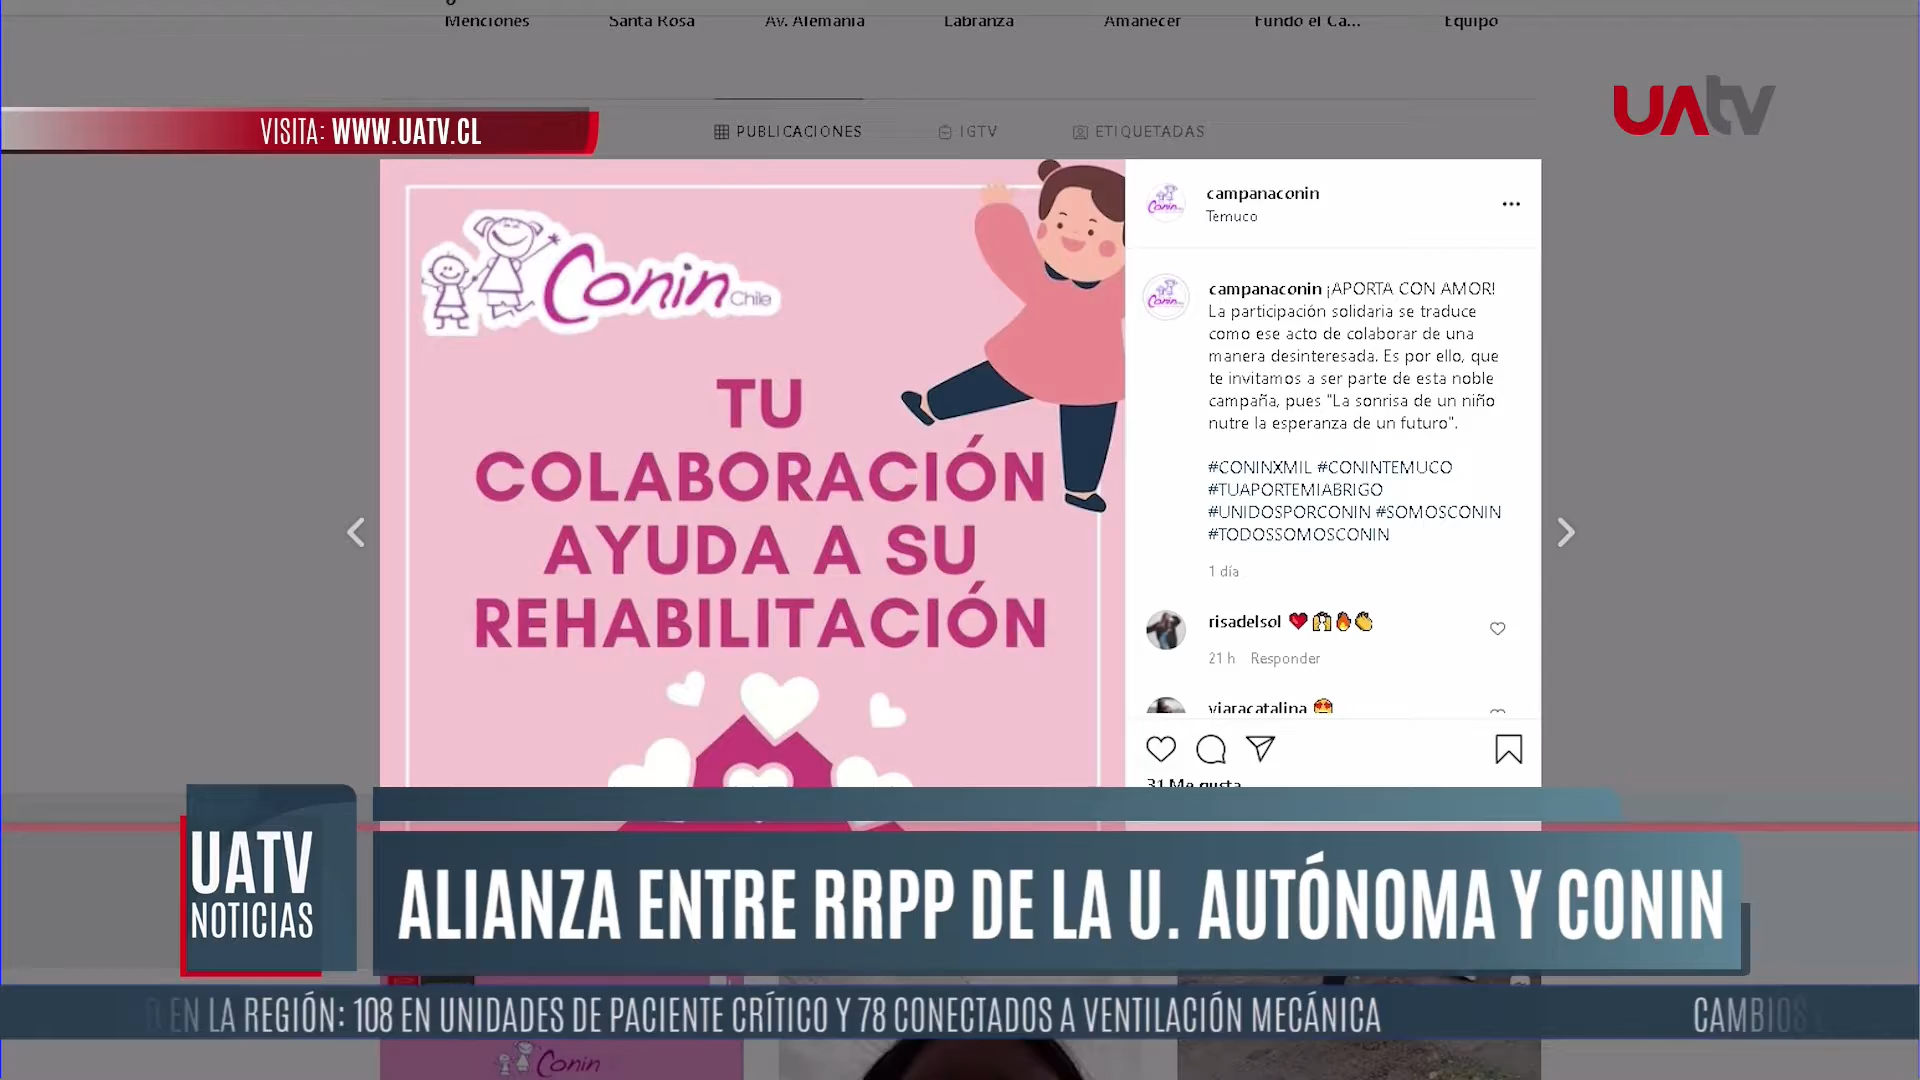 Menciones
Santa Rosa
Av. Alemania
Labranza
Amanecer
Fundo el Ca...
Equipo
VISITA: WWW.UATV.CL
UAtv
PUBLICACIONES
IGTV
ETIQUETADAS
Conin Chile
TU
COLABORACIÓN
AYUDA A SU
REHABILITACIÓN
Conin
campanaconin
Temuco
Conin
campanaconin ¡APORTA CON AMOR!
La participación solidaria se traduce
como ese acto de colaborar de una
manera desinteresada. Es por ello, que
te invitamos a ser parte de esta noble
campaña, pues "La sonrisa de un niño
nutre la esperanza de un futuro".
#CONINXMIL #CONINTEMUCO
#TUAPORTEMIABRIGO
#UNIDOSPORCONIN #SOMOSCONIN
#TODOSSOMOSCONIN
1 día
risadelsol ❤️🙌🔥👏
21 h Responder
viaracatalina 😍
31 Me gusta
UATV
NOTICIAS
ALIANZA ENTRE RRPP DE LA U. AUTÓNOMA Y CONIN
EN LA REGIÓN: 108 EN UNIDADES DE PACIENTE CRÍTICO Y 78 CONECTADOS A VENTILACIÓN MECÁNICA
CAMBIOS
Conin